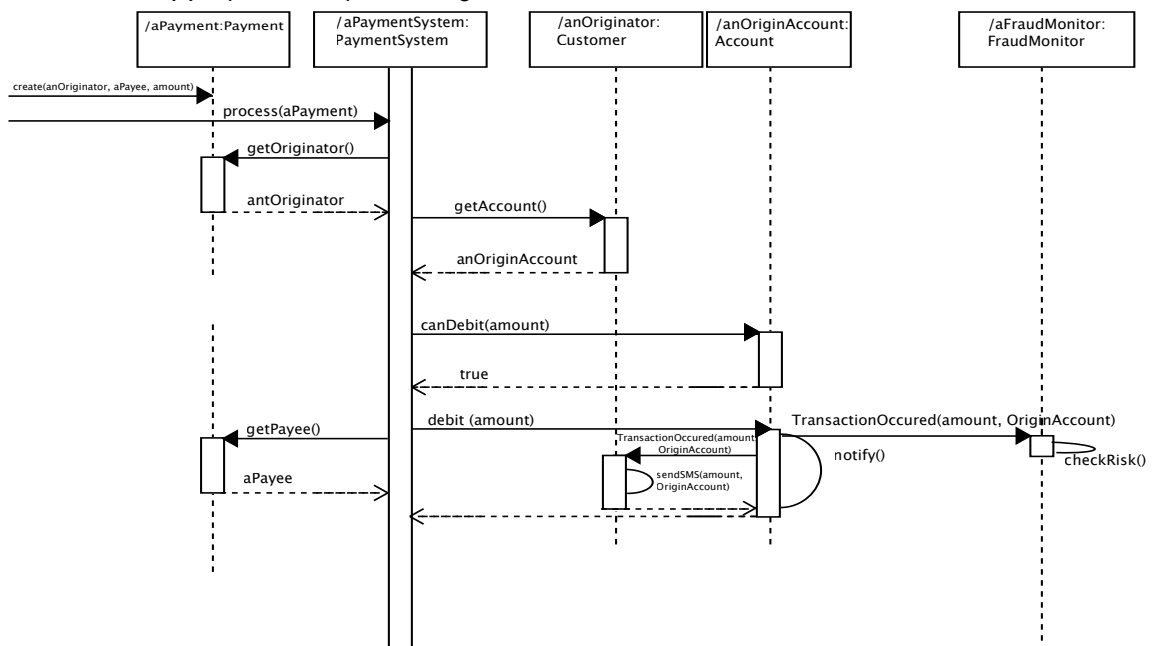 /aPayment:Payment
/aPaymentSystem:
PaymentSystem
/anOriginator:
Customer
/anOriginAccount:
Account
/aFraudMonitor:
FraudMonitor
create(anOriginator, aPayee, amount)
process(aPayment)
getOriginator()
antOriginator
getAccount()
anOriginAccount
canDebit(amount)
true
debit (amount)
TransactionOccured(amount, OriginAccount)
getPayee()
TransactionOccured(amount,
OriginAccount)
notify()
checkRisk()
sendSMS(amount,
OriginAccount)
aPayee